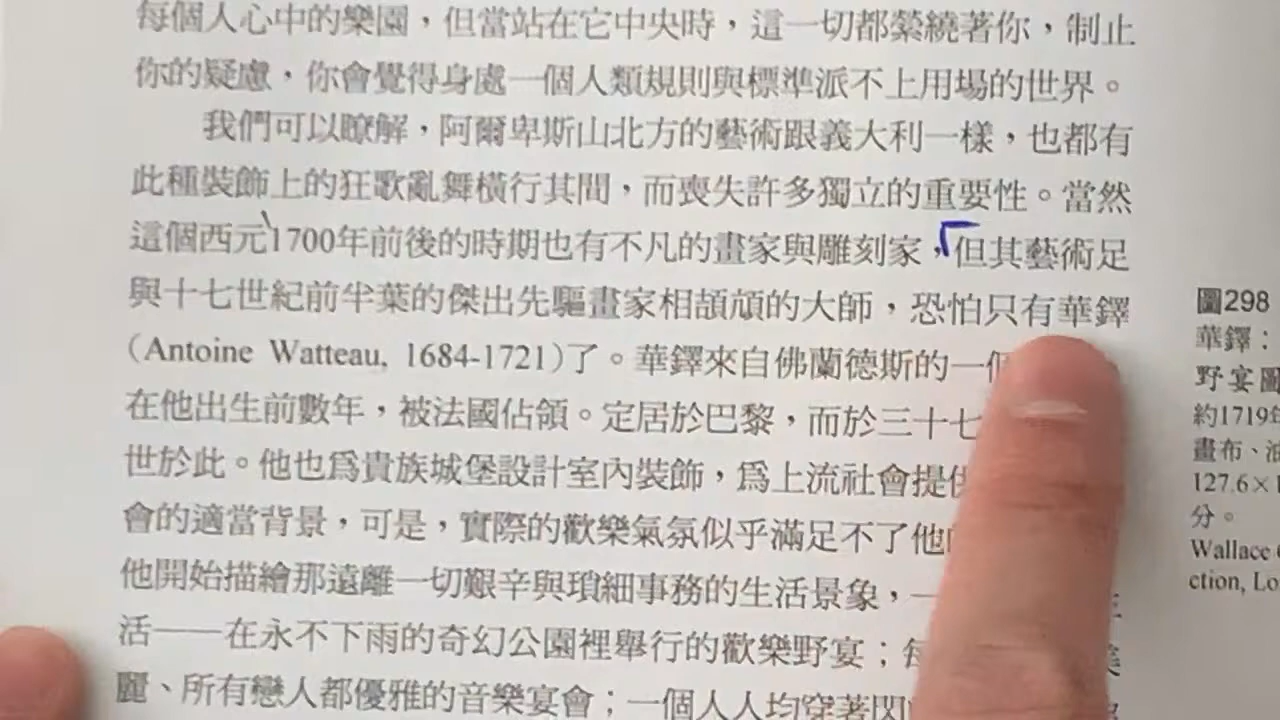 每個人心中的樂園，但當站在它中央時，這一切都縈繞著你，制止
你的疑慮，你會覺得身處一個人類規則與標準派不上用場的世界。
我們可以瞭解，阿爾卑斯山北方的藝術跟義大利一樣，也都有
此種裝飾上的狂歌亂舞橫行其間，而喪失許多獨立的重要性。當然
這個西元1700年前後的時期也有不凡的畫家與雕刻家，但其藝術足
與十七世紀前半葉的傑出先驅畫家相頡頏的大師，恐怕只有華鐸
（Antoine Watteau, 1684-1721)了。華鐸來自佛蘭德斯的一
在他出生前數年，被法國佔領。定居於巴黎，而於三十七
世於此。他也爲貴族城堡設計室內裝飾，爲上流社會提
會的適當背景，可是，實際的歡樂氣氛似乎滿足不了他
他開始描繪那遠離一切艱辛與瑣細事務的生活景象，一
活——在永不下雨的奇幻公園裡舉行的歡樂野宴；
麗、所有戀人都優雅的音樂宴會；一個人人均穿著
圖298
華鐸：
野宴圖
約1719年
畫布、油
127.6×
分。
Wallace
ction, Lo